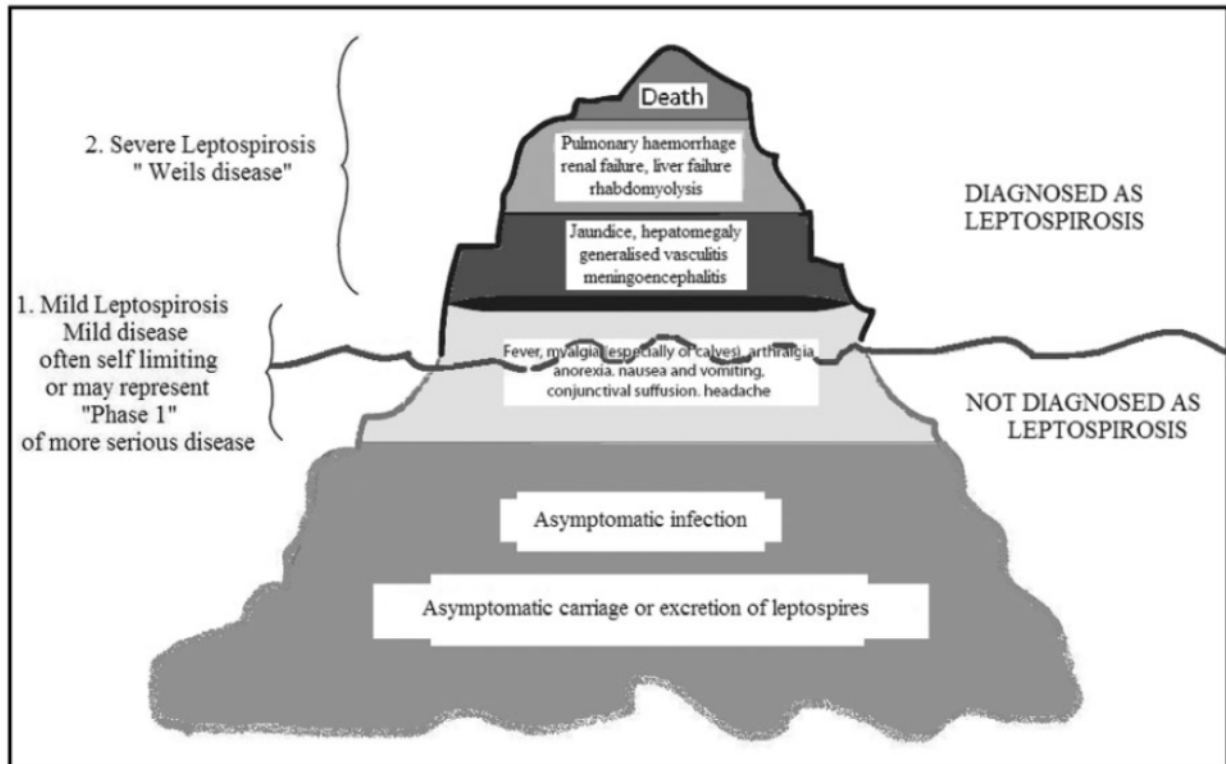 Death
2. Severe Leptospirosis
" Weils disease"
Pulmonary haemorrhage
renal failure, liver failure
rhabdomyolysis
DIAGNOSED AS
LEPTOSPIROSIS
Jaundice, hepatomegaly
generalised vasculitis
meningoencephalitis
1. Mild Leptospirosis
Mild disease
often self limiting
or may represent
"Phase 1"
of more serious disease
Fever, myalgia (especially of calves), arthralgia
anorexia. nausea and vomiting,
conjunctival suffusion. headache
NOT DIAGNOSED AS
LEPTOSPIROSIS
Asymptomatic infection
Asymptomatic carriage or excretion of leptospires